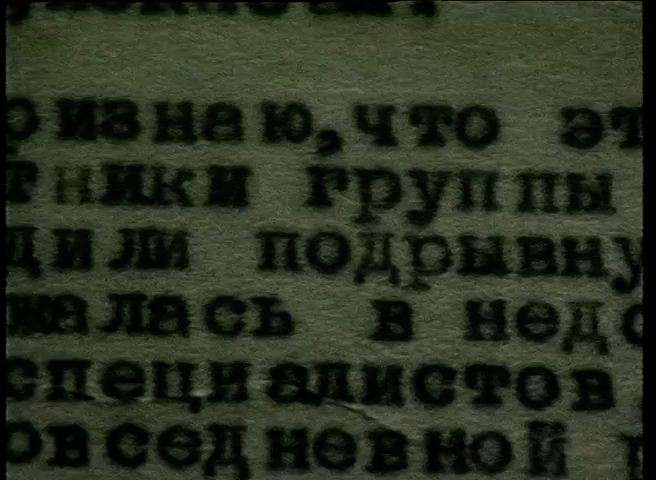 ризнаю, что эт
тники группы
дили подрывну
жалась в недо
специалистов
овседневной п